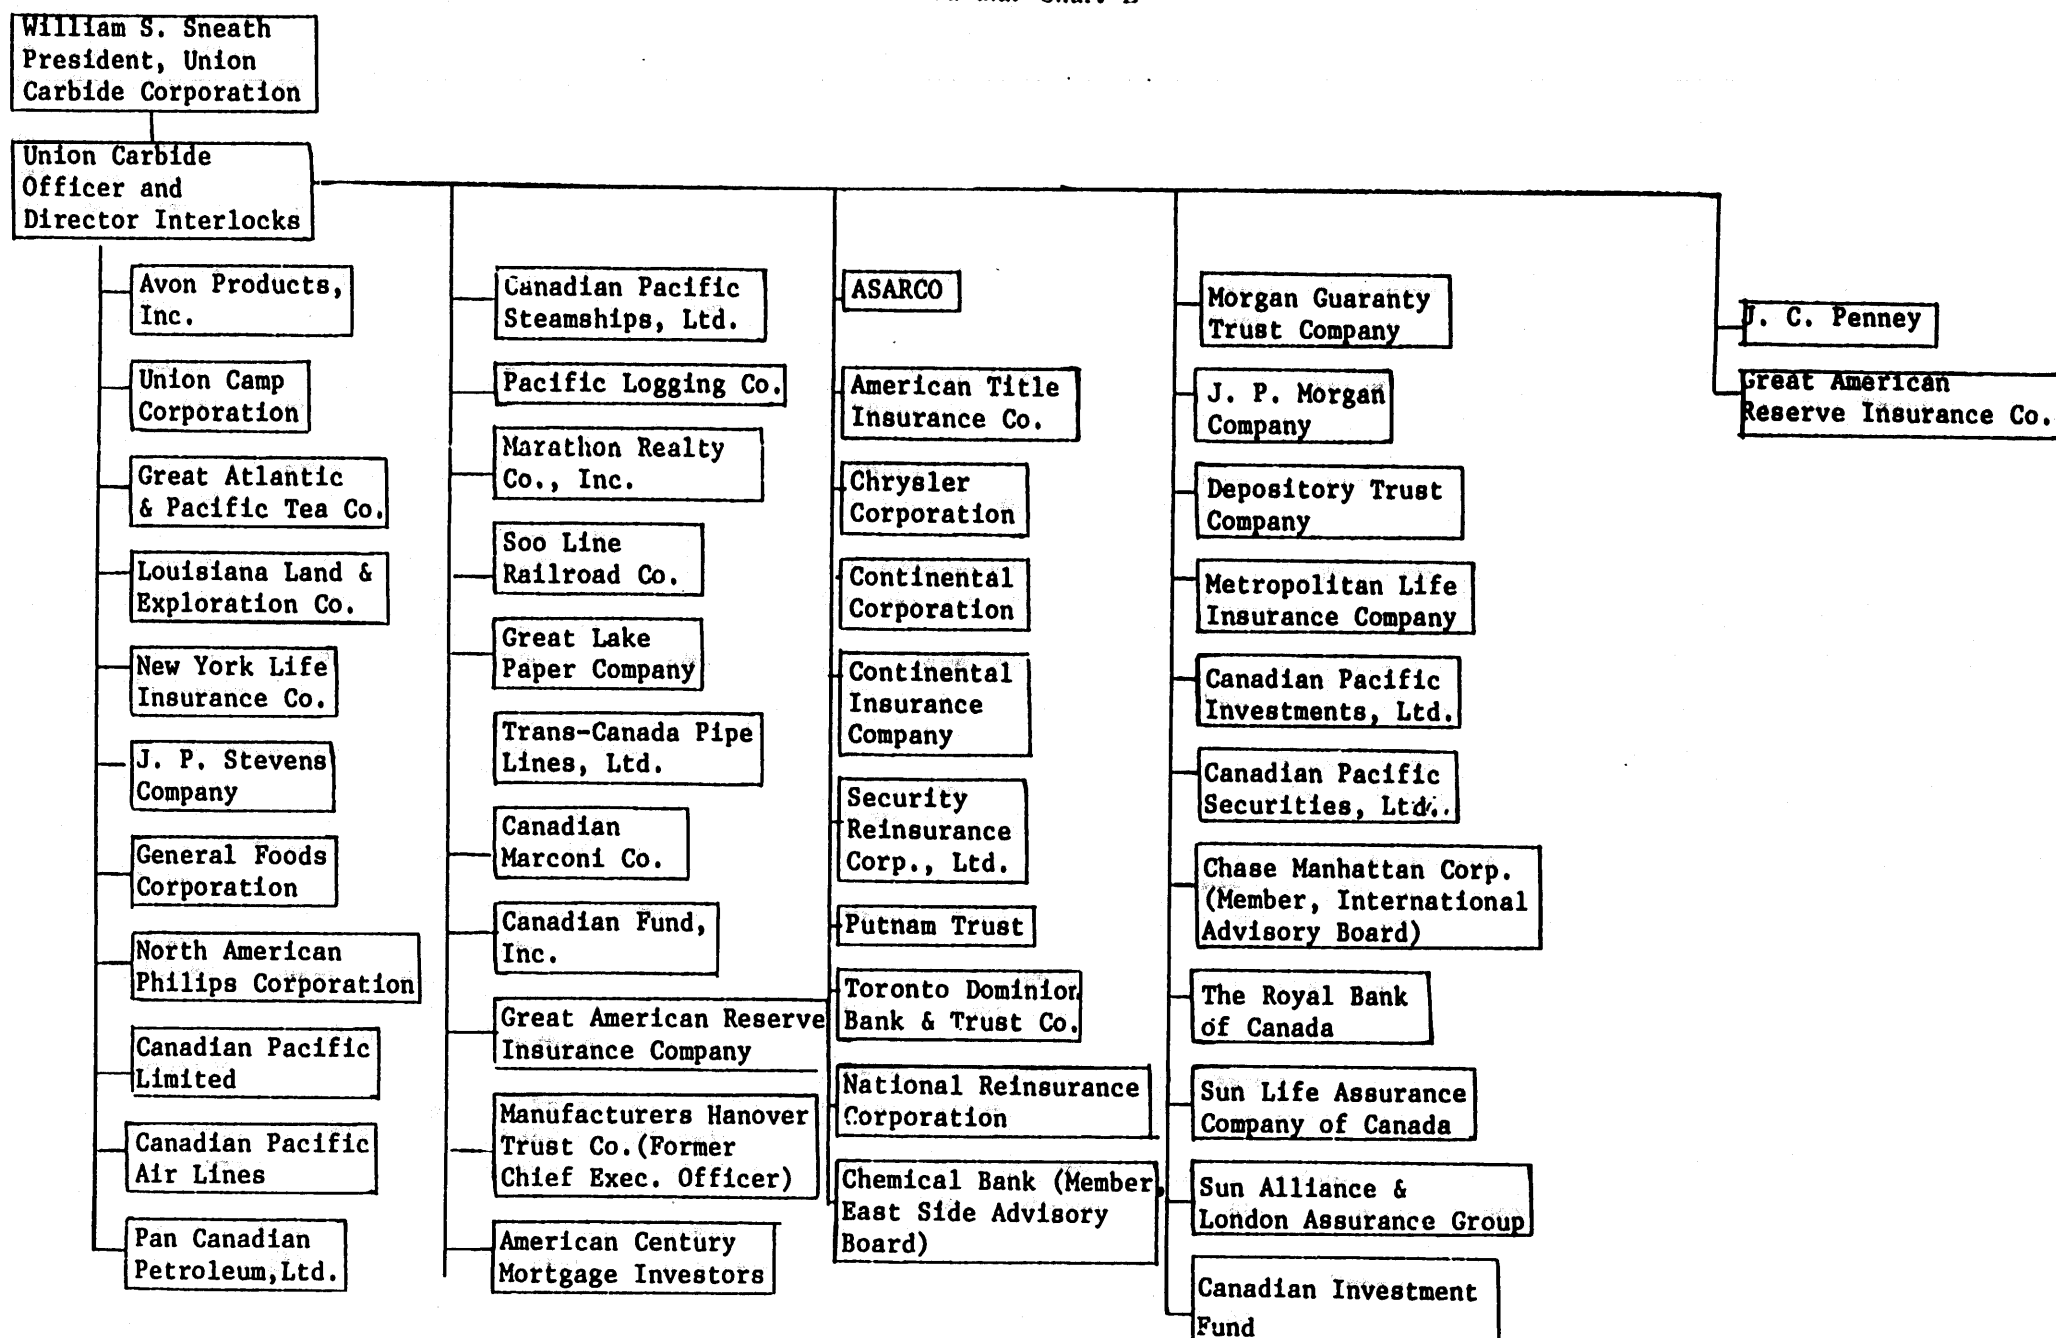 William S. Sneath
President, Union
Carbide Corporation
Union Carbide
Officer and
Director Interlocks
Avon Products,
Inc.
Union Camp
Corporation
Great Atlantic
& Pacific Tea Co.
Louisiana Land &
Exploration Co.
New York Life
Insurance Co.
J. P. Stevens
Company
General Foods
Corporation
North American
Philips Corporation
Canadian Pacific
Limited
Canadian Pacific
Air Lines
Pan Canadian
Petroleum,Ltd.
Canadian Pacific
Steamships, Ltd.
Pacific Logging Co.
Marathon Realty
Co., Inc.
Soo Line
Railroad Co.
Great Lake
Paper Company
Trans-Canada Pipe
Lines, Ltd.
Canadian
Marconi Co.
Canadian Fund,
Inc.
Great American Reserve
Insurance Company
Manufacturers Hanover
Trust Co.(Former
Chief Exec. Officer)
American Century
Mortgage Investors
ASARCO
American Title
Insurance Co.
Chrysler
Corporation
Continental
Corporation
Continental
Insurance
Company
Security
Reinsurance
Corp., Ltd.
Putnam Trust
Toronto Dominion
Bank & Trust Co.
National Reinsurance
Corporation
Chemical Bank (Member,
East Side Advisory
Board)
Morgan Guaranty
Trust Company
J. P. Morgan
Company
Depository Trust
Company
Metropolitan Life
Insurance Company
Canadian Pacific
Investments, Ltd.
Canadian Pacific
Securities, Ltd.
Chase Manhattan Corp.
(Member, International
Advisory Board)
The Royal Bank
of Canada
Sun Life Assurance
Company of Canada
Sun Alliance &
London Assurance Group
Canadian Investment
Fund
J. C. Penney
Great American
Reserve Insurance Co.